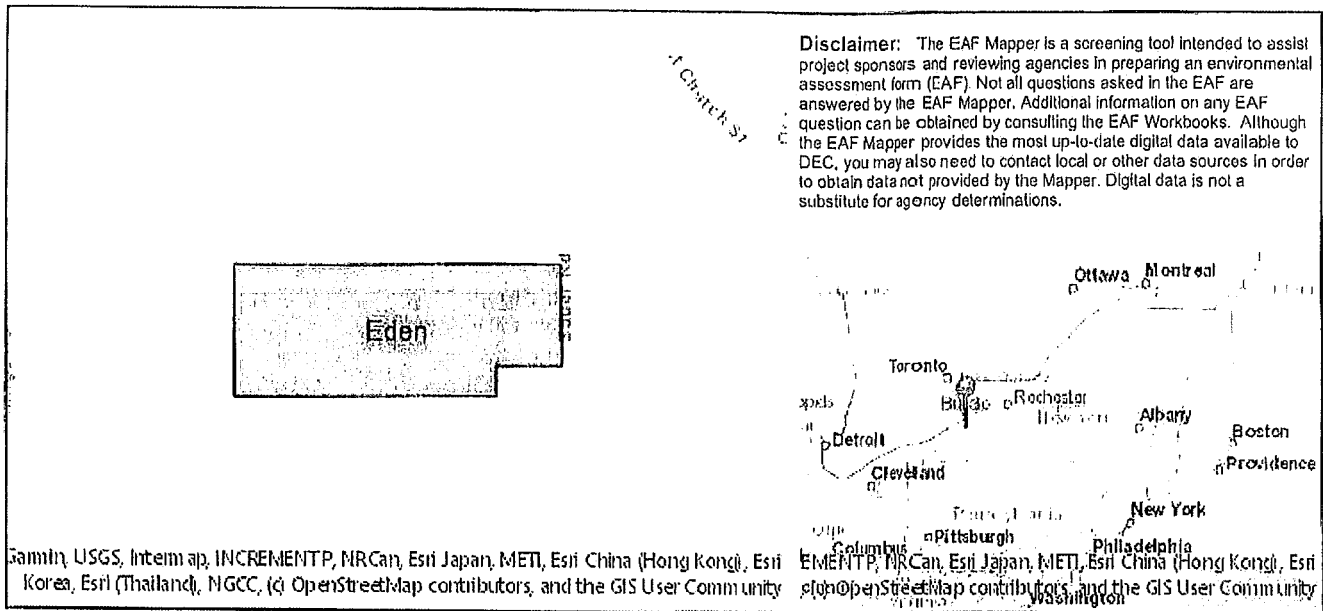 Church St
Disclaimer: The EAF Mapper is a screening tool intended to assist
project sponsors and reviewing agencies in preparing an environmental
assessment form (EAF). Not all questions asked in the EAF are
answered by the EAF Mapper. Additional information on any EAF
question can be obtained by consulting the EAF Workbooks. Although
the EAF Mapper provides the most up-to-date digital data available to
DEC, you may also need to contact local or other data sources in order
to obtain data not provided by the Mapper. Digital data is not a
substitute for agency determinations.
Eden
Ottawa
Montreal
Toronto
Rochester
Albany
Boston
Detroit
Providence
Cleveland
New York
Pittsburgh
Columbus
Philadelphia
Washington
Garmin, USGS, Intermap, INCREMENT P, NRCan, Esri Japan, METI, Esri China (Hong Kong), Esri
Korea, Esri (Thailand), NGCC, (c) OpenStreetMap contributors, and the GIS User Community
EMENT P, NRCan, Esri Japan, METI, Esri China (Hong Kong), Esri
OpenStreetMap contributors, and the GIS User Community